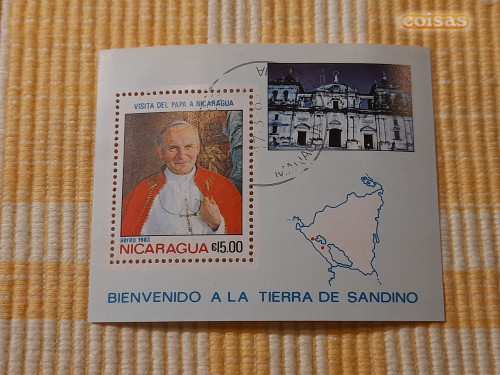 coisas
VISITA DEL PAPA A NICARAGUA
aereo 1983
NICARAGUA ₡15.00
BIENVENIDO A LA TIERRA DE SANDINO